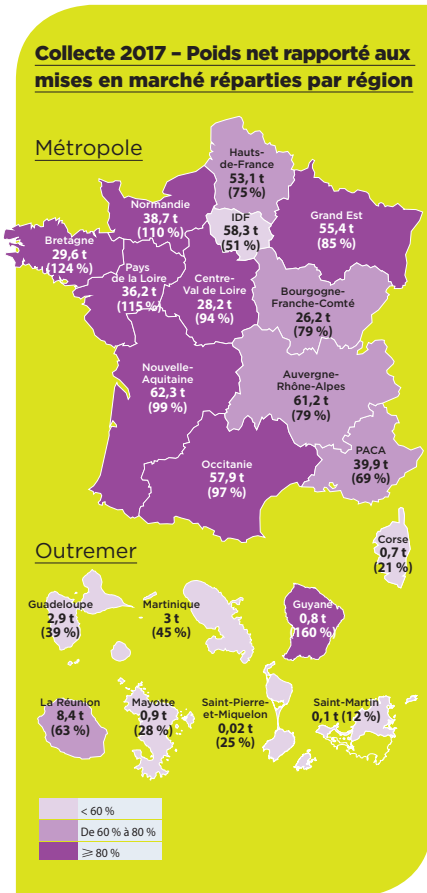 Collecte 2017 – Poids net rapporté aux
mises en marché réparties par région
Métropole
Hauts-
de-France
53,1 t
(75 %)
Normandie
38,7 t
(110 %)
IDF
58,3 t
(51 %)
Grand Est
55,4 t
(85 %)
Bretagne
29,6 t
(124 %)
Pays
de la Loire
36,2 t
(115 %)
Centre-
Val de Loire
28,2 t
(94 %)
Bourgogne-
Franche-Comté
26,2 t
(79 %)
Nouvelle-
Aquitaine
62,3 t
(99 %)
Auvergne-
Rhône-Alpes
61,2 t
(79 %)
Occitanie
57,9 t
(97 %)
PACA
39,9 t
(69 %)
Corse
0,7 t
(21 %)
Outremer
Guadeloupe
2,9 t
(39 %)
Martinique
3 t
(45 %)
Guyane
0,8 t
(160 %)
La Réunion
8,4 t
(63 %)
Mayotte
0,9 t
(28 %)
Saint-Pierre-
et-Miquelon
0,02 t
(25 %)
Saint-Martin
0,1 t (12 %)
< 60 %
De 60 % à 80 %
⩾ 80 %